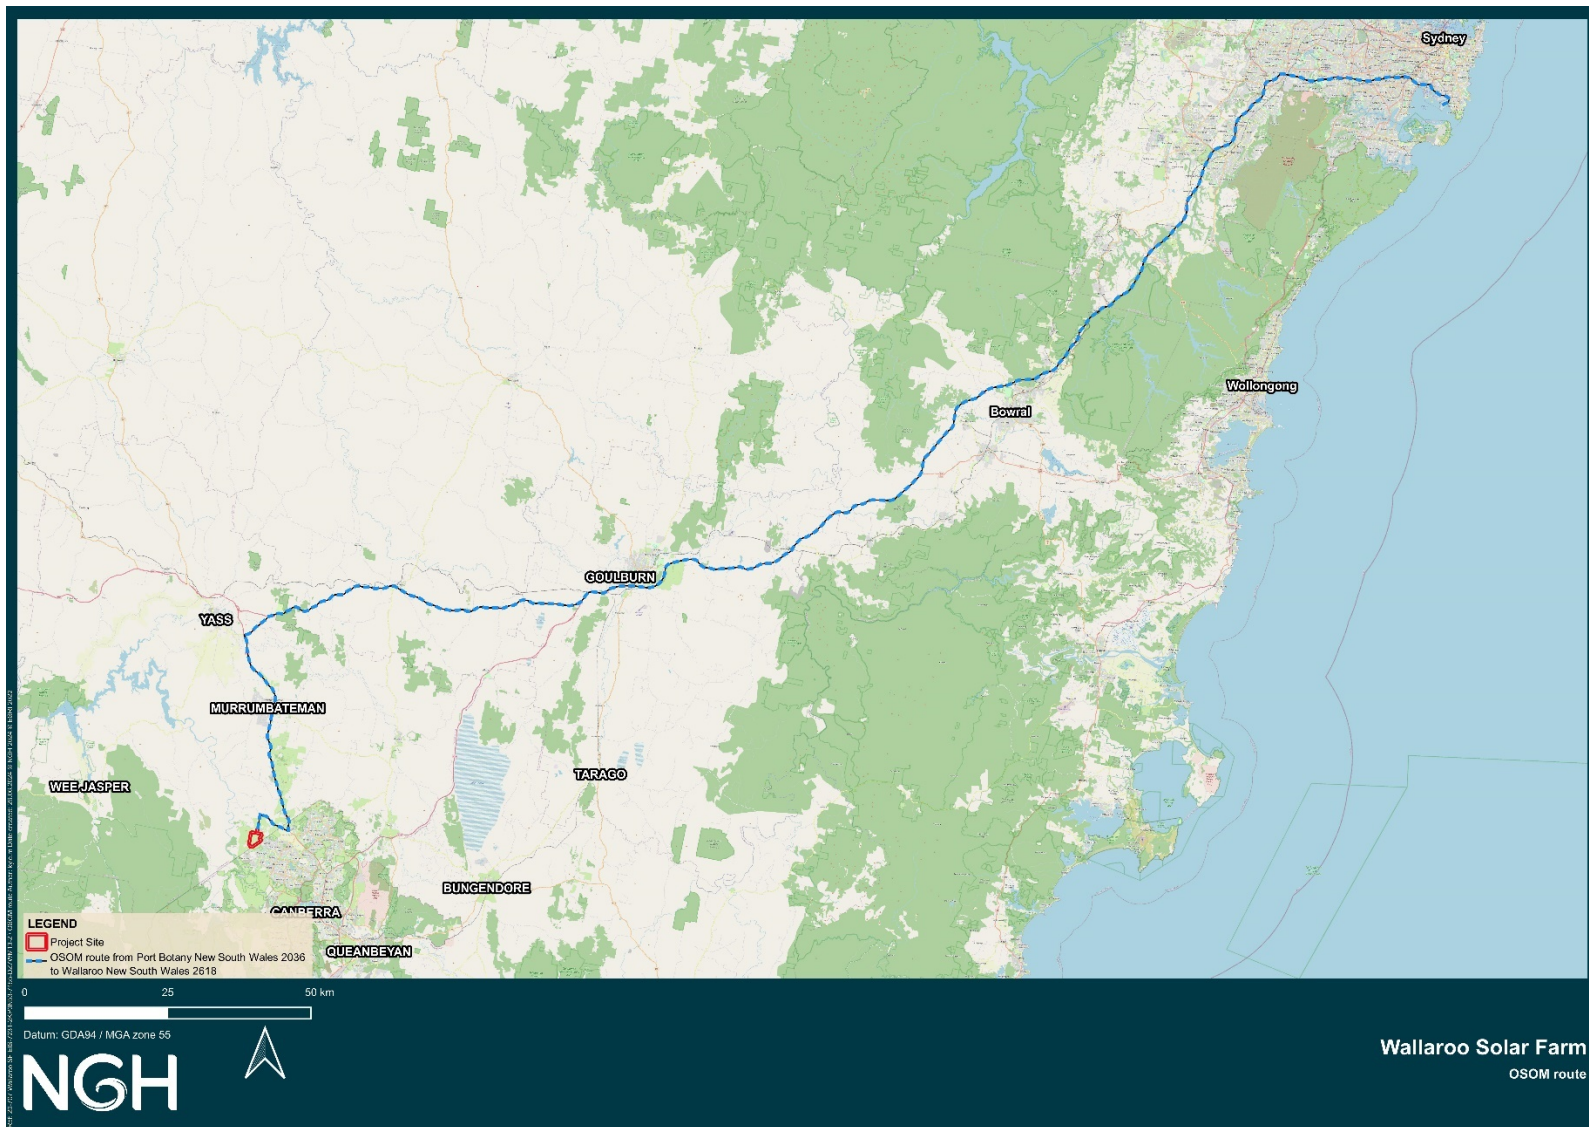 Sydney
Wollongong
Bowral
GOULBURN
YASS
MURRUMBATEMAN
WEE JASPER
TARAGO
BUNGENDORE
CANBERRA
QUEANBEYAN
LEGEND
Project Site
OSOM route from Port Botany New South Wales 2036
to Wallaroo New South Wales 2618
0 25 50 km
Datum: GDA94 / MGA zone 55
NGH
Wallaroo Solar Farm
OSOM route